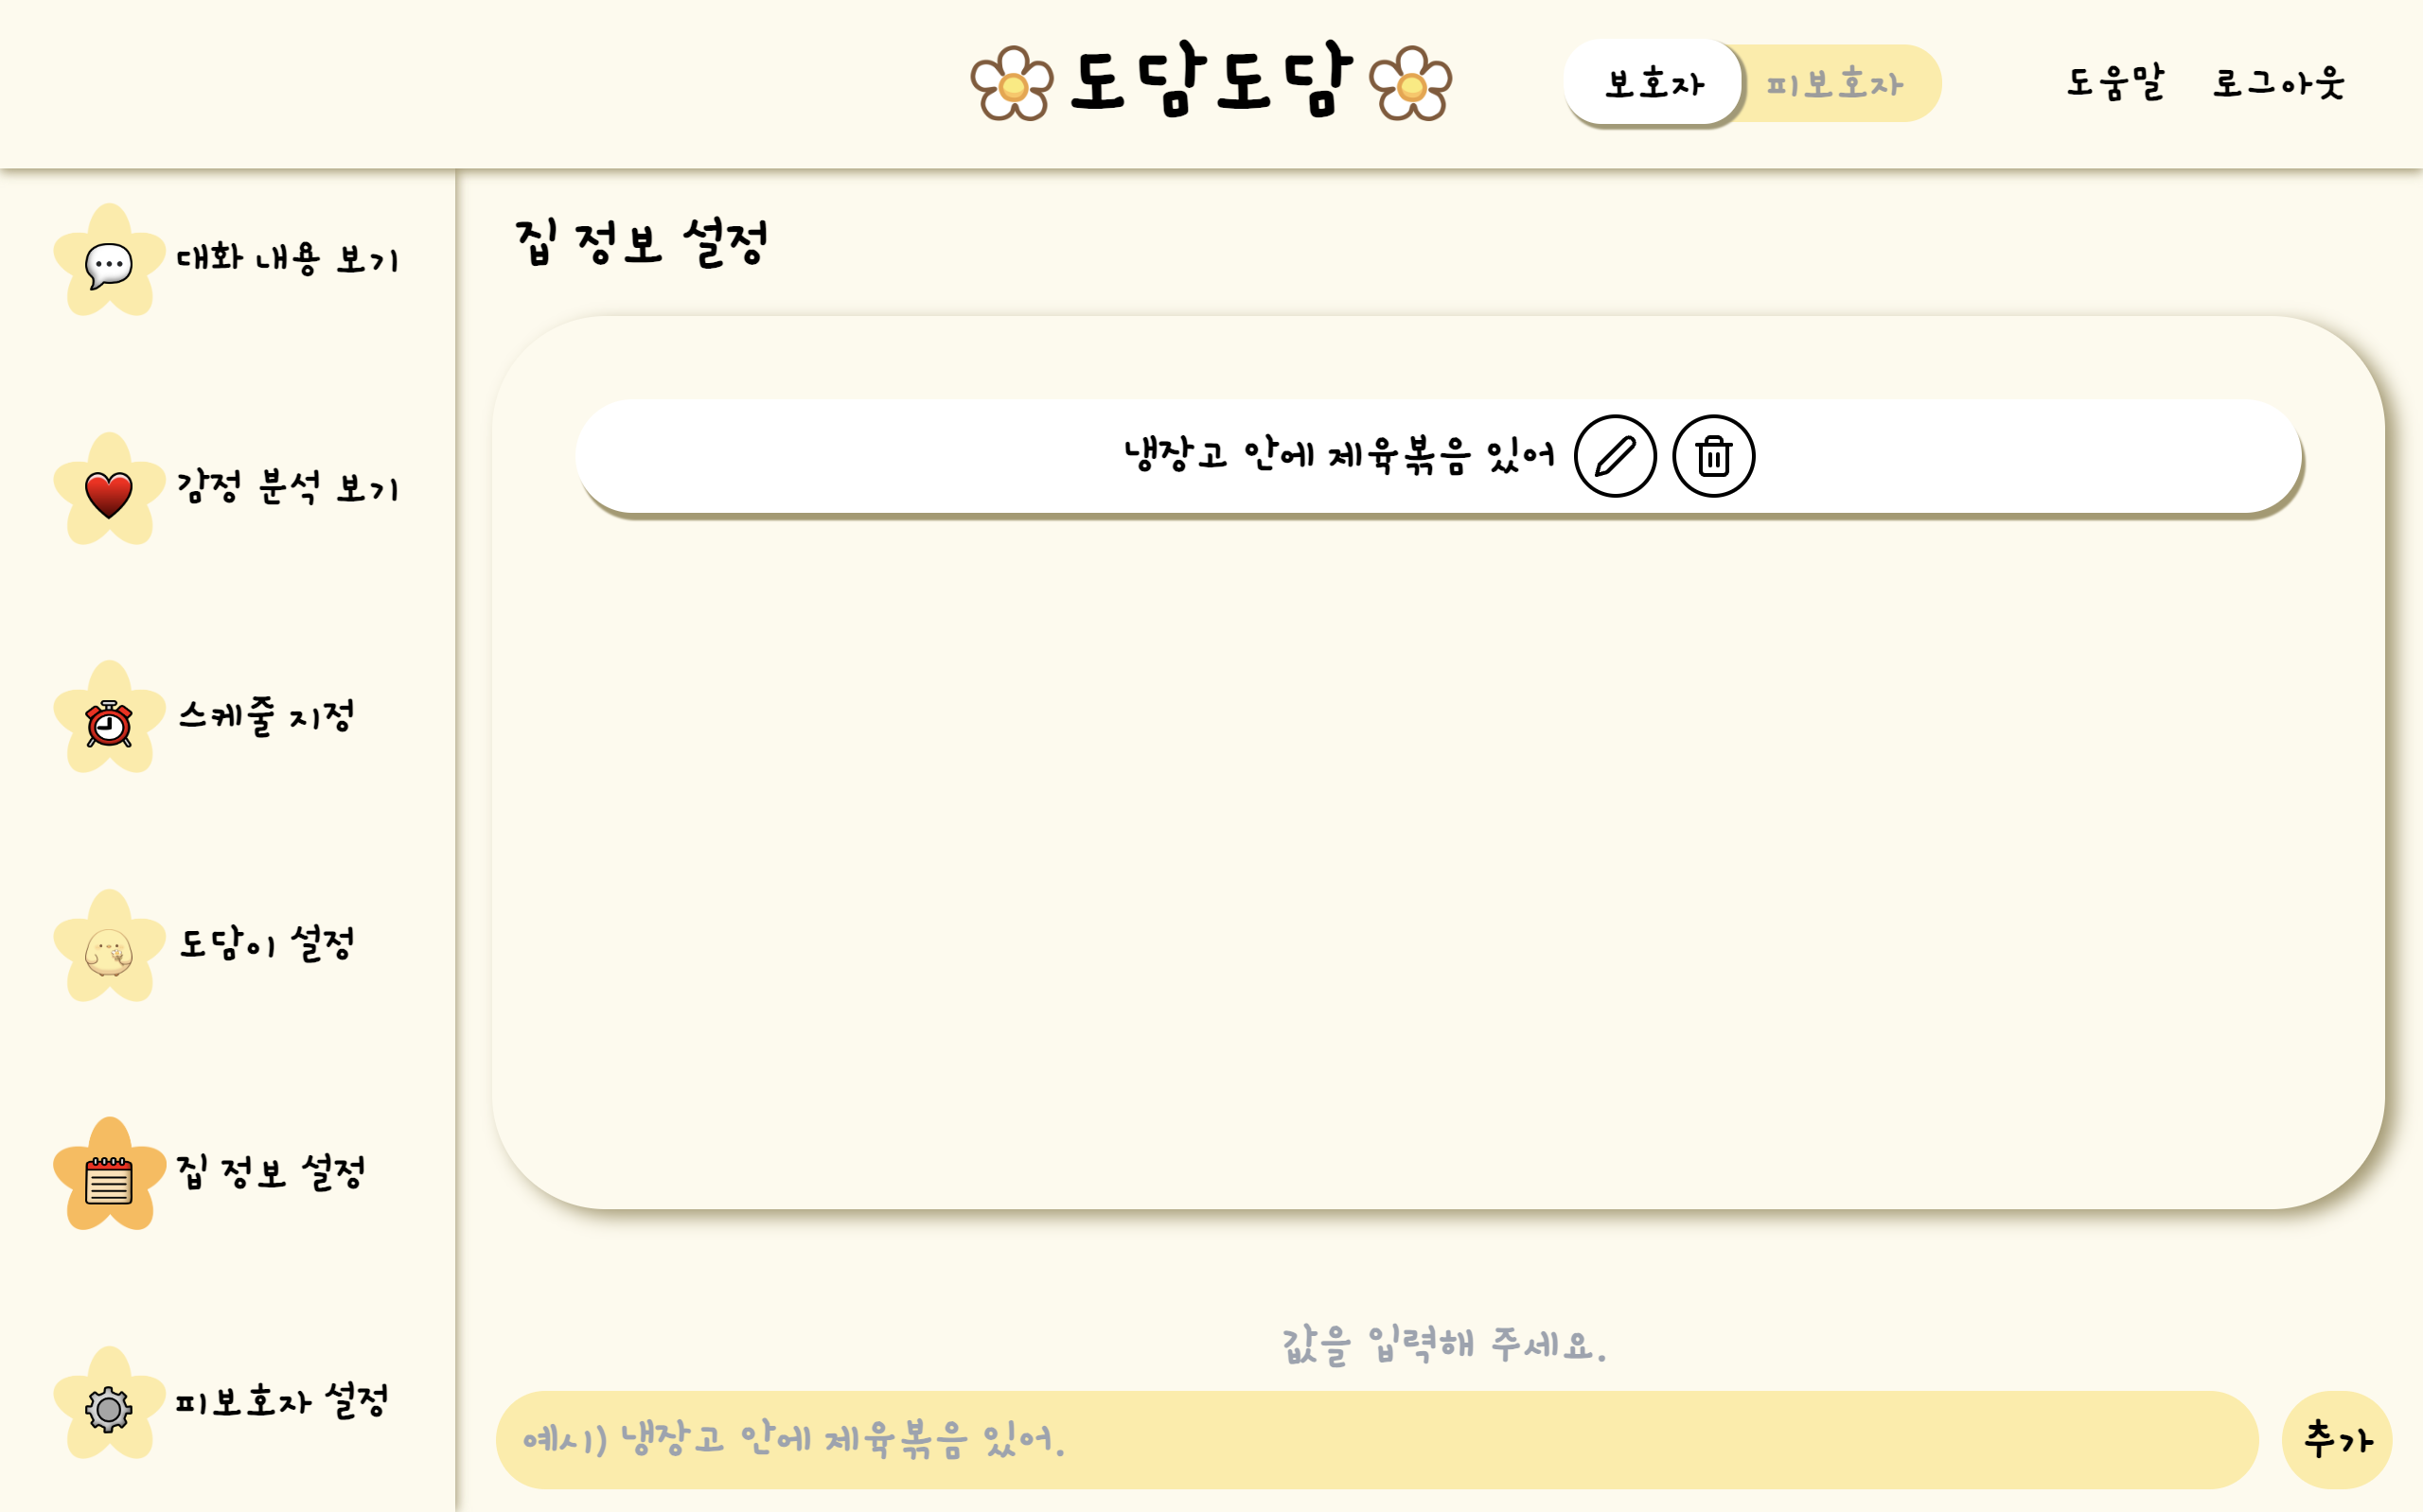 도담도담
보호자 피보호자
도움말 로그아웃
대화 내용 보기
감정 분석 보기
스케줄 지정
도담이 설정
집 정보 설정
피보호자 설정
집 정보 설정
냉장고 안에 제육볶음 있어
값을 입력해 주세요.
예시) 냉장고 안에 제육볶음 있어.
추가